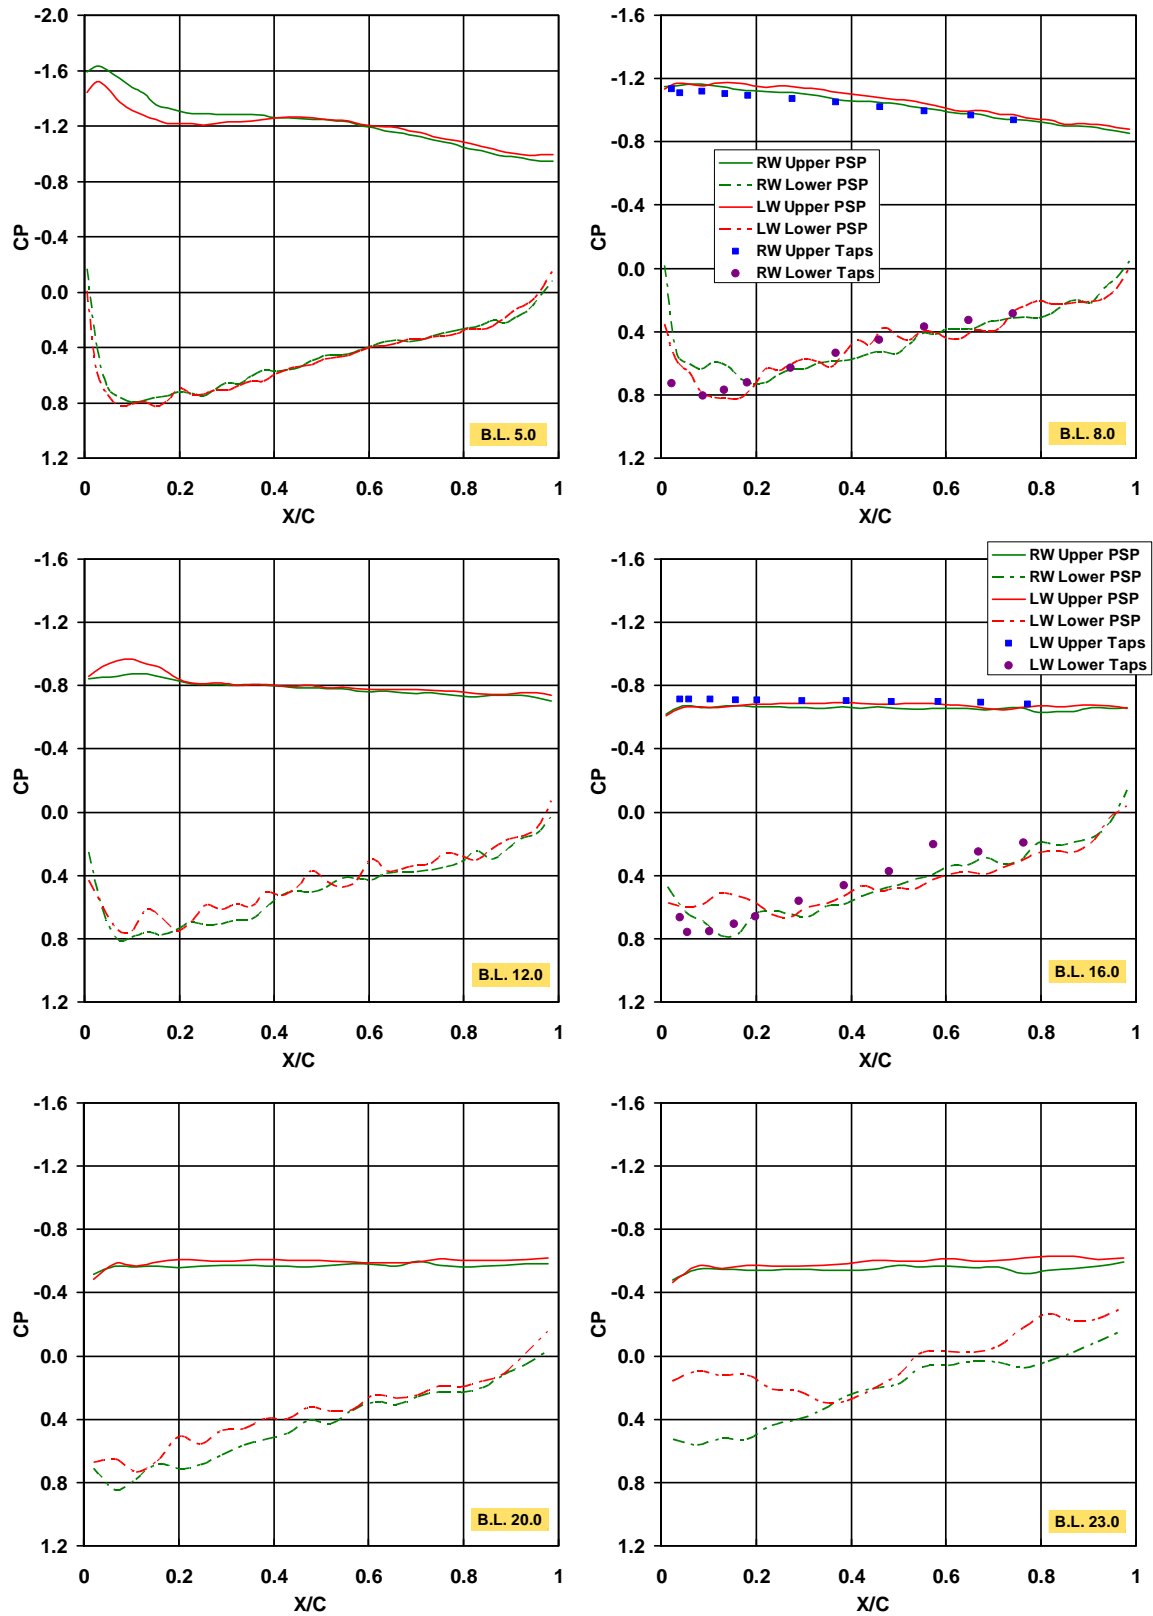 -2.0
-1.6
-1.2
-0.8
-0.4
0.0
0.4
0.8
1.2
CP
B.L. 5.0
0 0.2 0.4 0.6 0.8 1
X/C
-1.6
-1.2
-0.8
-0.4
0.0
0.4
0.8
1.2
CP
RW Upper PSP
RW Lower PSP
LW Upper PSP
LW Lower PSP
RW Upper Taps
RW Lower Taps
B.L. 8.0
0 0.2 0.4 0.6 0.8 1
X/C
-1.6
-1.2
-0.8
-0.4
0.0
0.4
0.8
1.2
CP
B.L. 12.0
0 0.2 0.4 0.6 0.8 1
X/C
-1.6
-1.2
-0.8
-0.4
0.0
0.4
0.8
1.2
CP
RW Upper PSP
RW Lower PSP
LW Upper PSP
LW Lower PSP
LW Upper Taps
LW Lower Taps
B.L. 16.0
0 0.2 0.4 0.6 0.8 1
X/C
-1.6
-1.2
-0.8
-0.4
0.0
0.4
0.8
1.2
CP
B.L. 20.0
0 0.2 0.4 0.6 0.8 1
X/C
-1.6
-1.2
-0.8
-0.4
0.0
0.4
0.8
1.2
CP
B.L. 23.0
0 0.2 0.4 0.6 0.8 1
X/C